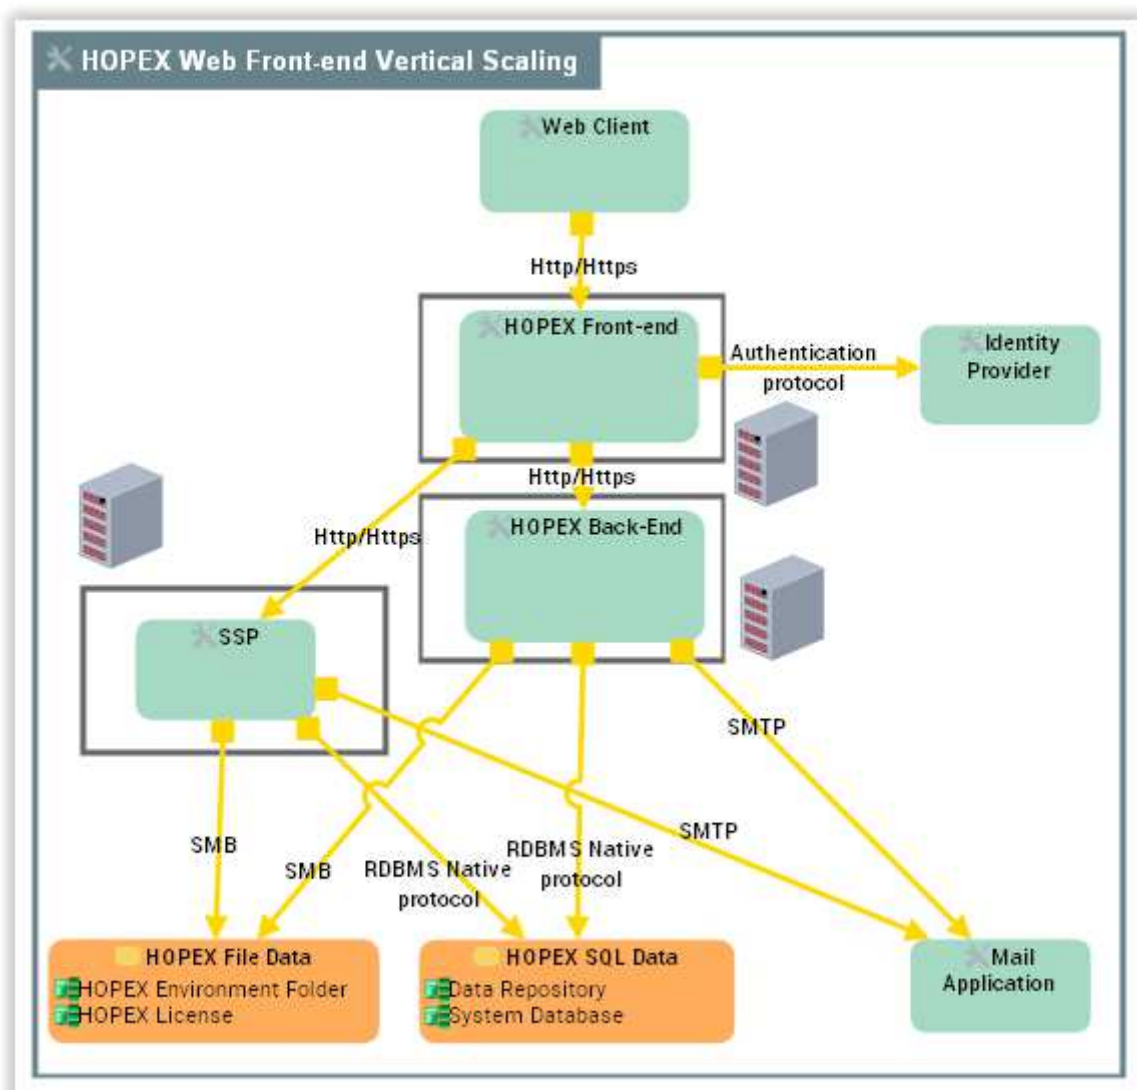 HOPEX Web Front-end Vertical Scaling
Web Client
Http/Https
HOPEX Front-end
Authentication
protocol
Identity
Provider
Http/Https
HOPEX Back-End
Http/Https
SSP
SMTP
SMB
SMB
RDBMS Native
protocol
RDBMS Native
protocol
SMTP
HOPEX File Data
HOPEX Environment Folder
HOPEX License
HOPEX SQL Data
Data Repository
System Database
Mail
Application